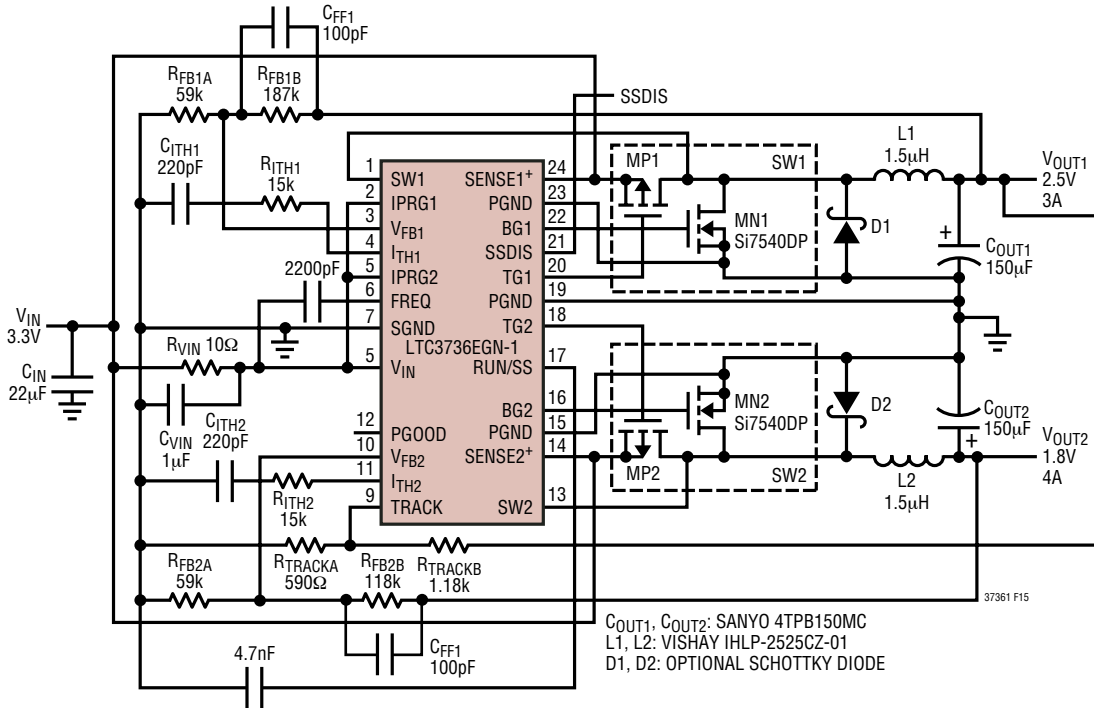 CFF1
100pF
RFB1A
59k
RFB1B
187k
SSDIS
CITH1
220pF
RITH1
15k
L1
1.5µH
VOUT1
2.5V
3A
MP1
SW1
MN1
Si7540DP
D1
+
COUT1
150µF
1 SW1
2 IPRG1
3 VFB1
4 ITH1
5 IPRG2
6 FREQ
7 SGND
LTC3736EGN-1
5 VIN
12 PGOOD
10 VFB2
11 ITH2
9 TRACK
SENSE1+ 24
PGND 23
BG1 22
SSDIS 21
TG1 20
PGND 19
TG2 18
RUN/SS 17
BG2 16
PGND 15
SENSE2+ 14
SW2 13
2200pF
VIN
3.3V
CIN
22µF
RVIN 10Ω
CVIN
1µF
CITH2
220pF
RITH2
15k
MN2
Si7540DP
MP2
SW2
D2
COUT2
150µF
+
L2
1.5µH
VOUT2
1.8V
4A
RTRACKA
590Ω
RTRACKB
1.18k
RFB2A
59k
RFB2B
118k
CFF1
100pF
4.7nF
37361 F15
COUT1, COUT2: SANYO 4TPB150MC
L1, L2: VISHAY IHLP-2525CZ-01
D1, D2: OPTIONAL SCHOTTKY DIODE